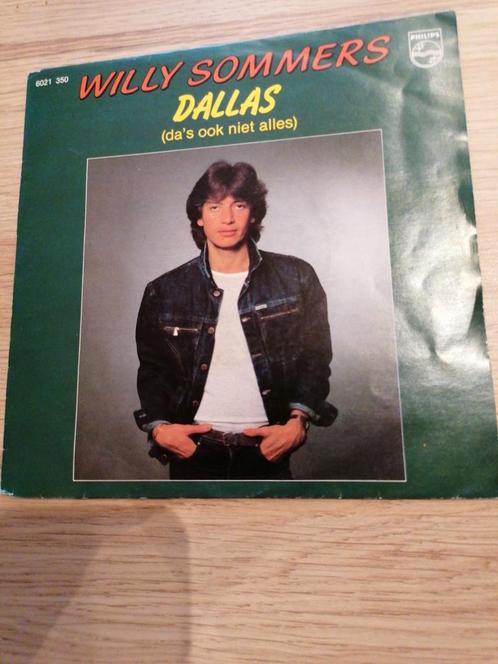 6021 350
WILLY SOMMERS
PHILIPS
DALLAS
(da's ook niet alles)